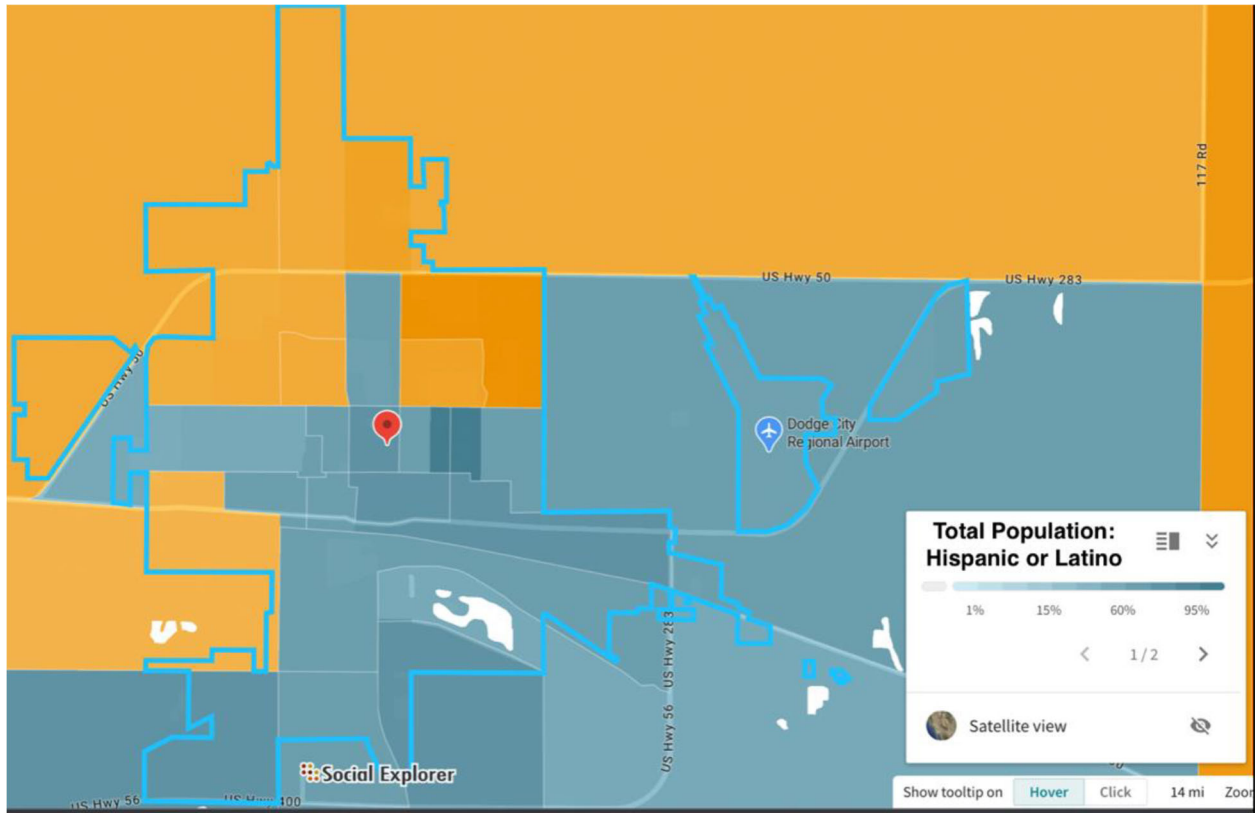 117 Rd
US Hwy 50
US Hwy 283
US Hwy 50
Dodge City
Regional Airport
Total Population:
Hispanic or Latino
1% 15% 60% 95%
1 / 2
Satellite view
US Hwy 283
US Hwy 56
Social Explorer
US Hwy 56
US Hwy 400
Show tooltip on Hover Click 14 mi Zoom